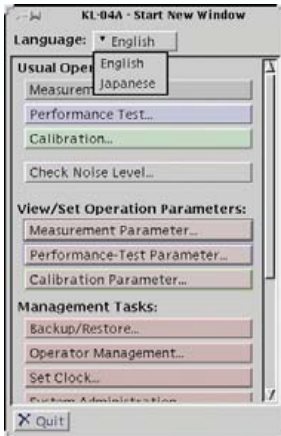 KL-04A - Start New Window
Language: English
English
Japanese
Usual Oper
Measurem
Performance Test...
Calibration...
Check Noise Level...
View/Set Operation Parameters:
Measurement Parameter...
Performance-Test Parameter...
Calibration Parameter...
Management Tasks:
Backup/Restore...
Operator Management...
Set Clock...
System Administration
Quit